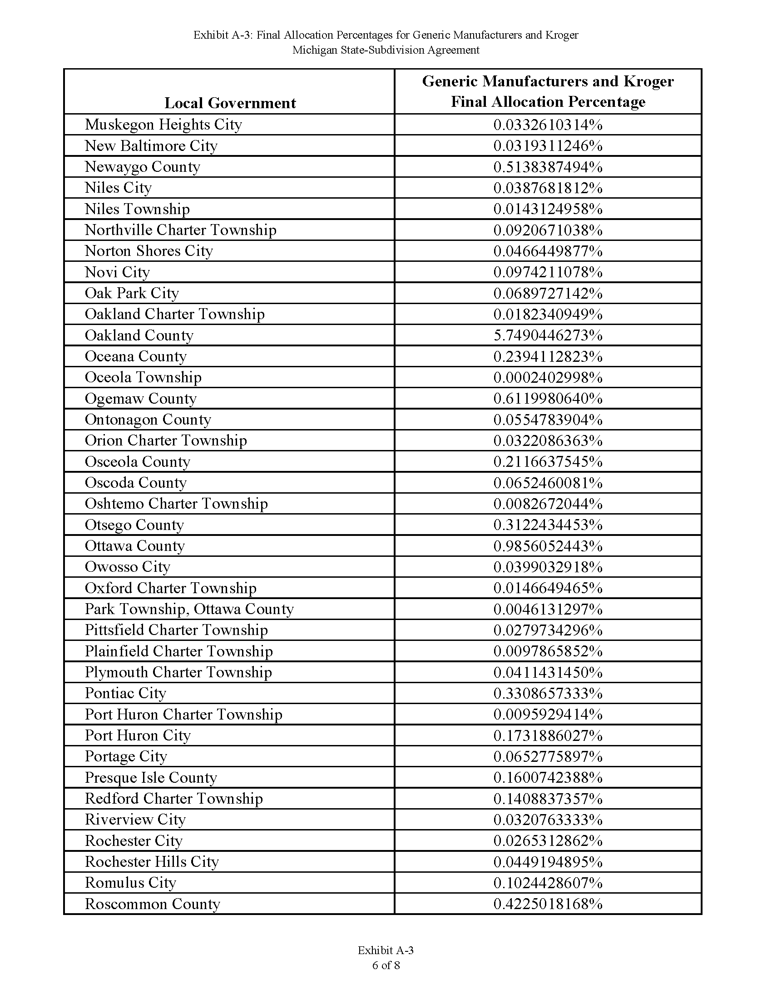 Exhibit A-3: Final Allocation Percentages for Generic Manufacturers and Kroger
Michigan State-Subdivision Agreement
Local Government
Generic Manufacturers and Kroger
Final Allocation Percentage
Muskegon Heights City 0.0332610314%
New Baltimore City 0.0319311246%
Newaygo County 0.5138387494%
Niles City 0.0387681812%
Niles Township 0.0143124958%
Northville Charter Township 0.0920671038%
Norton Shores City 0.0466449877%
Novi City 0.0974211078%
Oak Park City 0.0689727142%
Oakland Charter Township 0.0182340949%
Oakland County 5.7490446273%
Oceana County 0.2394112823%
Oceola Township 0.0002402998%
Ogemaw County 0.6119980640%
Ontonagon County 0.0554783904%
Orion Charter Township 0.0322086363%
Osceola County 0.2116637545%
Oscoda County 0.0652460081%
Oshtemo Charter Township 0.0082672044%
Otsego County 0.3122434453%
Ottawa County 0.9856052443%
Owosso City 0.0399032918%
Oxford Charter Township 0.0146649465%
Park Township, Ottawa County 0.0046131297%
Pittsfield Charter Township 0.0279734296%
Plainfield Charter Township 0.0097865852%
Plymouth Charter Township 0.0411431450%
Pontiac City 0.3308657333%
Port Huron Charter Township 0.0095929414%
Port Huron City 0.1731886027%
Portage City 0.0652775897%
Presque Isle County 0.1600742388%
Redford Charter Township 0.1408837357%
Riverview City 0.0320763333%
Rochester City 0.0265312862%
Rochester Hills City 0.0449194895%
Romulus City 0.1024428607%
Roscommon County 0.4225018168%
Exhibit A-3
6 of 8